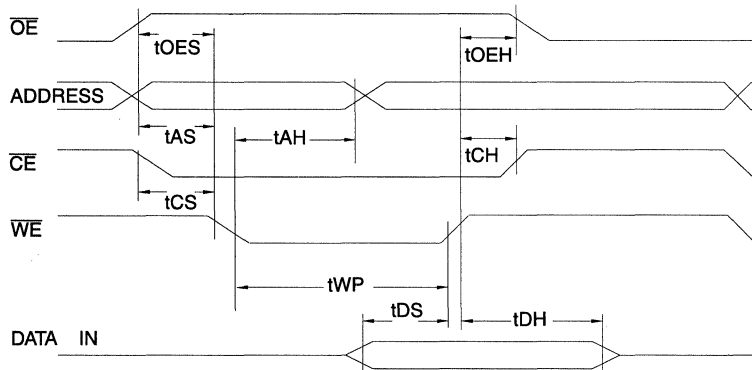 OE
tOES
tOEH
ADDRESS
tAS
tAH
tCH
CE
tCS
WE
tWP
tDS
tDH
DATA IN